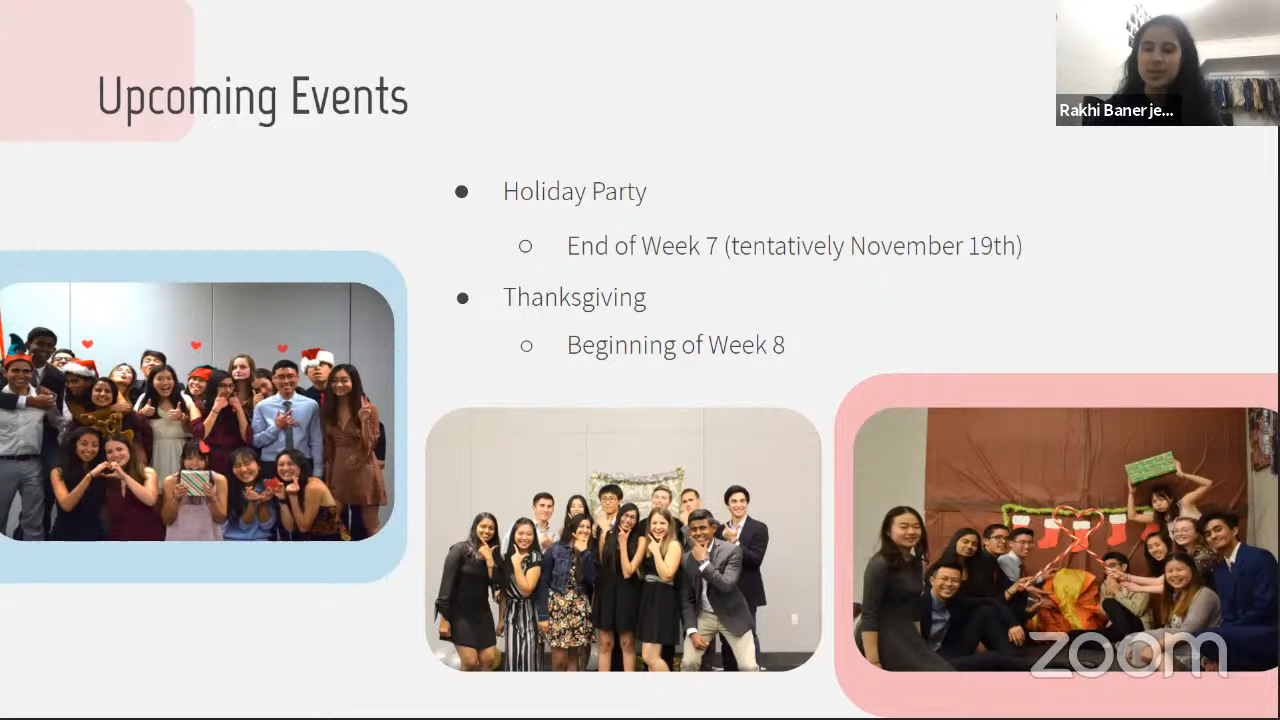 Upcoming Events
Rakhi Banerje...
● Holiday Party
○ End of Week 7 (tentatively November 19th)
● Thanksgiving
○ Beginning of Week 8
zoom